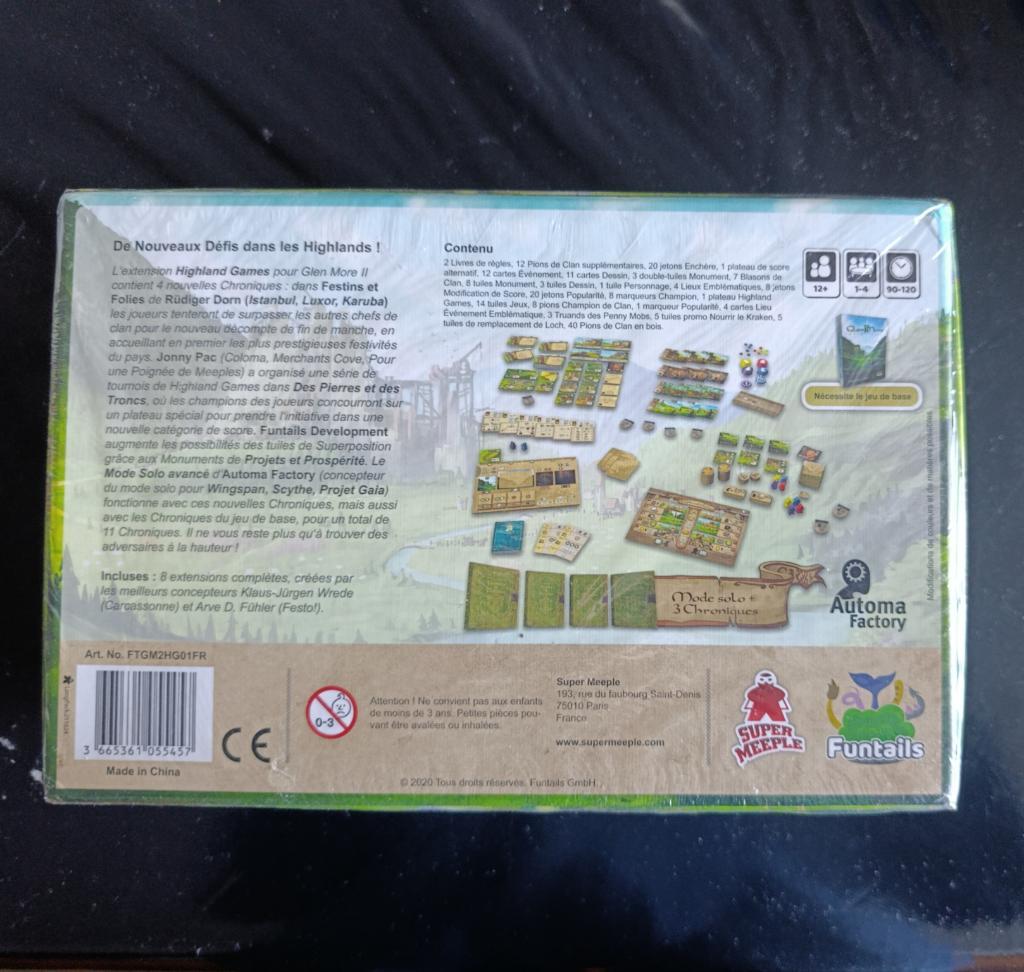 De Nouveaux Défis dans les Highlands !
L'extension Highland Games pour Glen More II
contient 4 nouvelles Chroniques : dans Festins et
Folies de Rüdiger Dorn (Istanbul, Luxor, Karuba)
les joueurs tenteront de surpasser les autres chefs de
clan pour le nouveau décompte de fin de manche, en
accueillant en premier les plus prestigieuses festivités
du pays. Jonny Pac (Coloma, Merchants Cove, Pour
une Poignée de Meeples) a organisé une série de
tournois de Highland Games dans Des Pierres et des
Troncs, où les champions des joueurs concourront sur
un plateau spécial pour prendre l'initiative dans une
nouvelle catégorie de score. Funtails Development
augmente les possibilités des tuiles de Superposition
grâce aux Monuments de Projets et Prospérité. Le
Mode Solo avancé d'Automa Factory (concepteur
du mode solo pour Wingspan, Scythe, Projet Gaia)
fonctionne avec ces nouvelles Chroniques, mais aussi
avec les Chroniques du jeu de base, pour un total de
11 Chroniques. Il ne vous reste plus qu'à trouver des
adversaires à la hauteur !
Incluses : 8 extensions complètes, créées par
les meilleurs concepteurs Klaus-Jürgen Wrede
(Carcassonne) et Arve D. Fühler (Festo!).
Contenu
2 Livres de règles, 12 Pions de Clan supplémentaires, 20 jetons Enchère, 1 plateau de score
alternatif, 12 cartes Événement, 11 cartes Dessin, 3 double-tuiles Monument, 7 Blasons de
Clan, 8 tuiles Monument, 3 tuiles Dessin, 1 tuile Personnage, 4 Lieux Emblématiques, 8 jetons
Modification de Score, 20 jetons Popularité, 8 marqueurs Champion, 1 plateau Highland
Games, 14 tuiles Jeux, 8 pions Champion de Clan, 1 marqueur Popularité, 4 cartes Lieu
Événement Emblématique, 3 Truands des Penny Mobs, 5 tuiles promo Nourrir le Kraken, 5
tuiles de remplacement de Loch, 40 Pions de Clan en bois.
12+
1-4
90-120
Nécessite le jeu de base
Modifications de couleurs et de matières possibles
Mode solo +
3 Chroniques
Automa
Factory
Art. No. FTGM2HG01FR
3 665361 055457
Made in China
CE
0-3
Attention ! Ne convient pas aux enfants
de moins de 3 ans. Petites pièces pou-
vant être avalées ou inhalées.
Super Meeple
193, rue du faubourg Saint-Denis
75010 Paris
France
www.supermeeple.com
SUPER
MEEPLE
Funtails
© 2020 Tous droits réservés. Funtails GmbH.